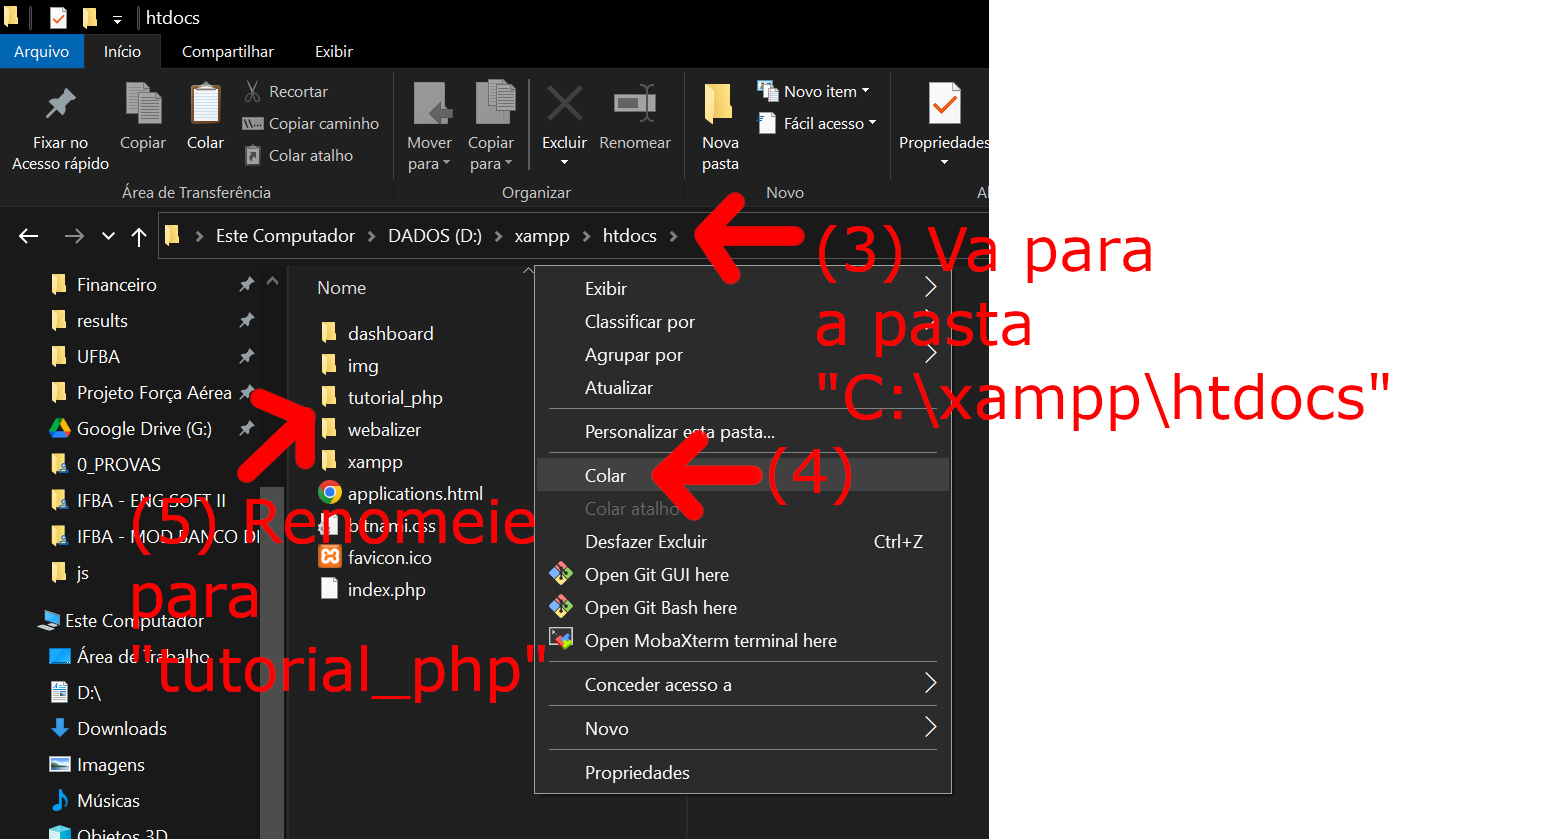 htdocs
Arquivo Início Compartilhar Exibir
Fixar no
Acesso rápido
Copiar
Colar
Recortar
Copiar caminho
Colar atalho
Área de Transferência
Mover
para
Copiar
para
Excluir
Renomear
Organizar
Nova
pasta
Novo item
Fácil acesso
Novo
Propriedades
Este Computador DADOS (D:) xampp htdocs
(3) Va para
a pasta
"C:\xampp\htdocs"
Financeiro
results
UFBA
Projeto Força Aérea
Google Drive (G:)
0_PROVAS
IFBA - ENG SOFT II
IFBA - MOD BANCO DE
js
Este Computador
Área de Trabalho
D:\
Downloads
Imagens
Músicas
Objetos 3D
(5) Renomeie
para
"tutorial_php"
Nome
dashboard
img
tutorial_php
webalizer
xampp
applications.html
bitnami.css
favicon.ico
index.php
Exibir
Classificar por
Agrupar por
Atualizar
Personalizar esta pasta...
Colar
(4)
Colar atalho
Desfazer Excluir Ctrl+Z
Open Git GUI here
Open Git Bash here
Open MobaXterm terminal here
Conceder acesso a
Novo
Propriedades